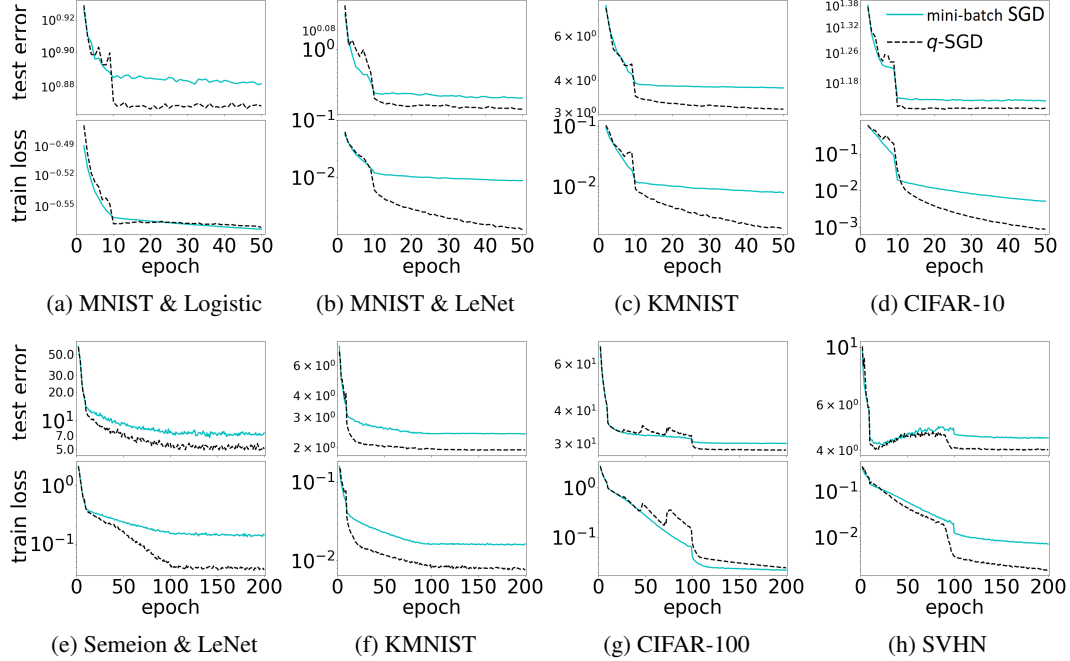 test error
10^0.92
10^0.90
10^0.88
10^0.08
10^0
10^-1
6 × 10^0
4 × 10^0
3 × 10^0
10^1.38
10^1.32
10^1.26
10^1.18
mini-batch SGD
q-SGD
train loss
10^-0.49
10^-0.52
10^-0.55
10^-2
10^-1
10^-2
10^-1
10^-2
10^-3
0 10 20 30 40 50
0 10 20 30 40 50
0 10 20 30 40 50
0 10 20 30 40 50
epoch
epoch
epoch
epoch
(a) MNIST & Logistic
(b) MNIST & LeNet
(c) KMNIST
(d) CIFAR-10
test error
50.0
30.0
20.0
10^1
7.0
5.0
6 × 10^0
4 × 10^0
3 × 10^0
2 × 10^0
6 × 10^1
4 × 10^1
3 × 10^1
10^1
6 × 10^0
4 × 10^0
train loss
10^0
10^-1
10^-1
10^-2
10^0
10^-1
10^-1
10^-2
0 50 100 150 200
0 50 100 150 200
0 50 100 150 200
0 50 100 150 200
epoch
epoch
epoch
epoch
(e) Semeion & LeNet
(f) KMNIST
(g) CIFAR-100
(h) SVHN